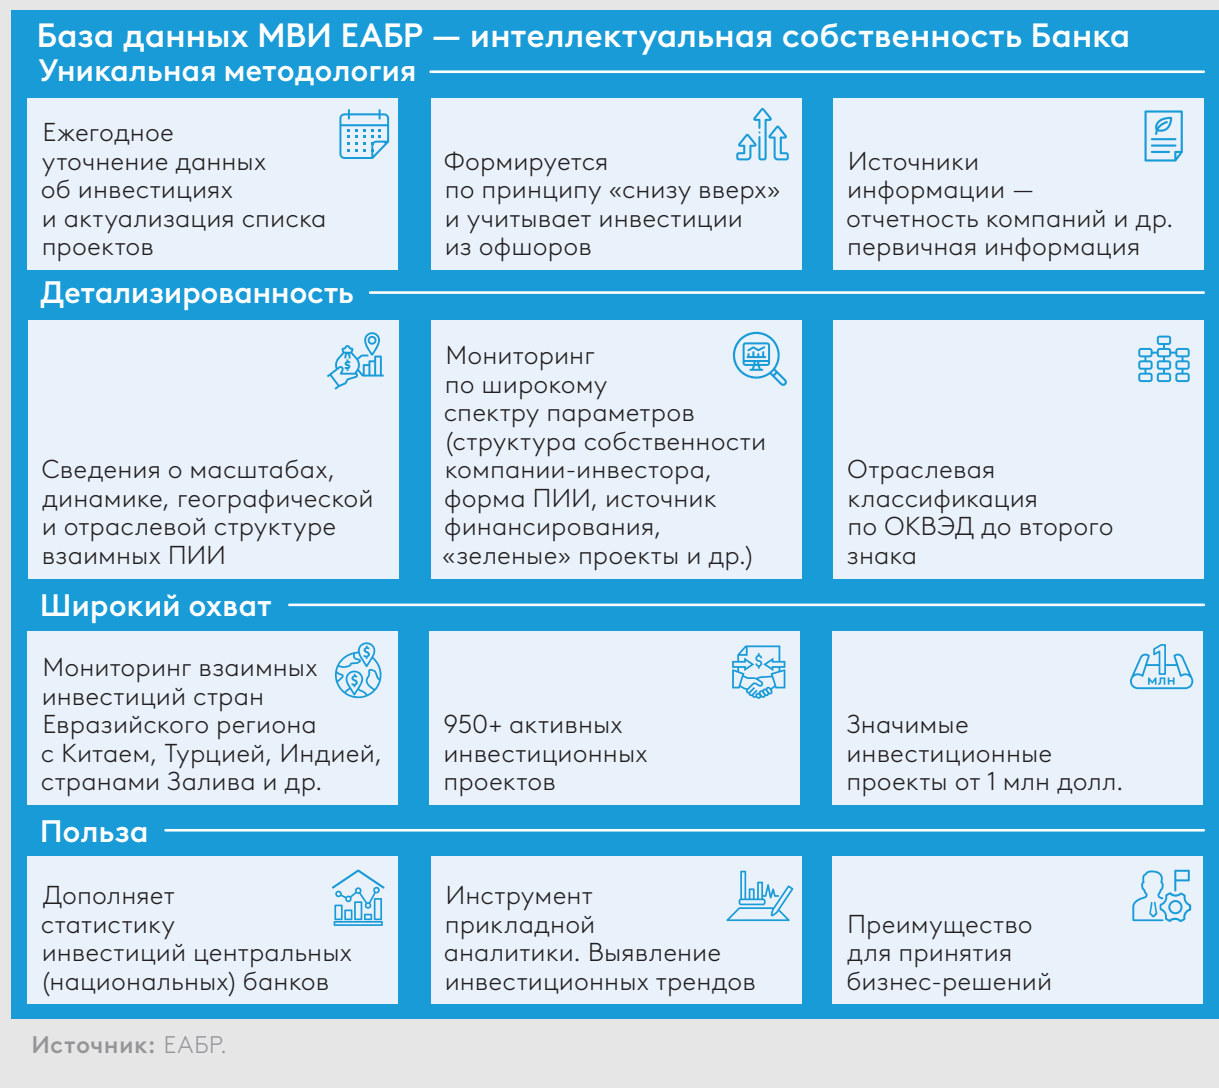 База данных МВИ ЕАБР — интеллектуальная собственность Банка
Уникальная методология
Ежегодное
уточнение данных
об инвестициях
и актуализация списка
проектов
Формируется
по принципу «снизу вверх»
и учитывает инвестиции
из офшоров
Источники
информации —
отчетность компаний и др.
первичная информация
Детализированность
Сведения о масштабах,
динамике, географической
и отраслевой структуре
взаимных ПИИ
Мониторинг
по широкому
спектру параметров
(структура собственности
компании-инвестора,
форма ПИИ, источник
финансирования,
«зеленые» проекты и др.)
Отраслевая
классификация
по ОКВЭД до второго
знака
Широкий охват
Мониторинг взаимных
инвестиций стран
Евразийского региона
с Китаем, Турцией, Индией,
странами Залива и др.
950+ активных
инвестиционных
проектов
1
МЛН
Значимые
инвестиционные
проекты от 1 млн долл.
Польза
Дополняет
статистику
инвестиций центральных
(национальных) банков
Инструмент
прикладной
аналитики. Выявление
инвестиционных трендов
Преимущество
для принятия
бизнес-решений
Источник: ЕАБР.